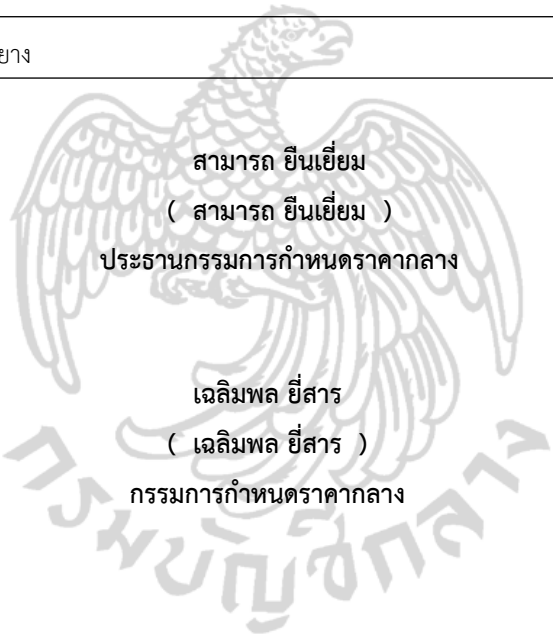 ยาง
สามารถ ยืนเยี่ยม
( สามารถ ยืนเยี่ยม )
ประธานกรรมการกำหนดราคากลาง
เฉลิมพล ยี่สาร
( เฉลิมพล ยี่สาร )
กรรมการกำหนดราคากลาง
กรมบัญชีกลาง